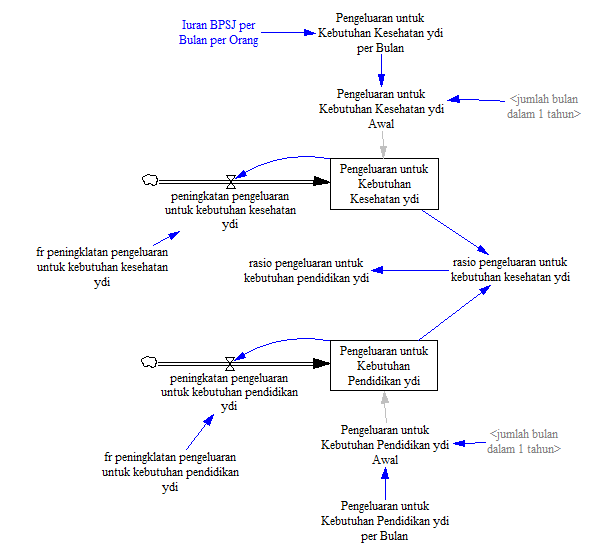 Iuran BPSJ per
Bulan per Orang
Pengeluaran untuk
Kebutuhan Kesehatan ydi
per Bulan
Pengeluaran untuk
Kebutuhan Kesehatan ydi
Awal
<jumlah bulan
dalam 1 tahun>
Pengeluaran untuk
Kebutuhan
Kesehatan ydi
peningkatan pengeluaran
untuk kebutuhan kesehatan
ydi
fr peningklatan pengeluaran
untuk kebutuhan kesehatan
ydi
rasio pengeluaran untuk
kebutuhan pendidikan ydi
rasio pengeluaran untuk
kebutuhan kesehatan ydi
Pengeluaran untuk
Kebutuhan
Pendidikan ydi
peningkatan pengeluaran
untuk kebutuhan pendidikan
ydi
fr peningklatan pengeluaran
untuk kebutuhan pendidikan
ydi
Pengeluaran untuk
Kebutuhan Pendidikan ydi
Awal
<jumlah bulan
dalam 1 tahun>
Pengeluaran untuk
Kebutuhan Pendidikan ydi
per Bulan